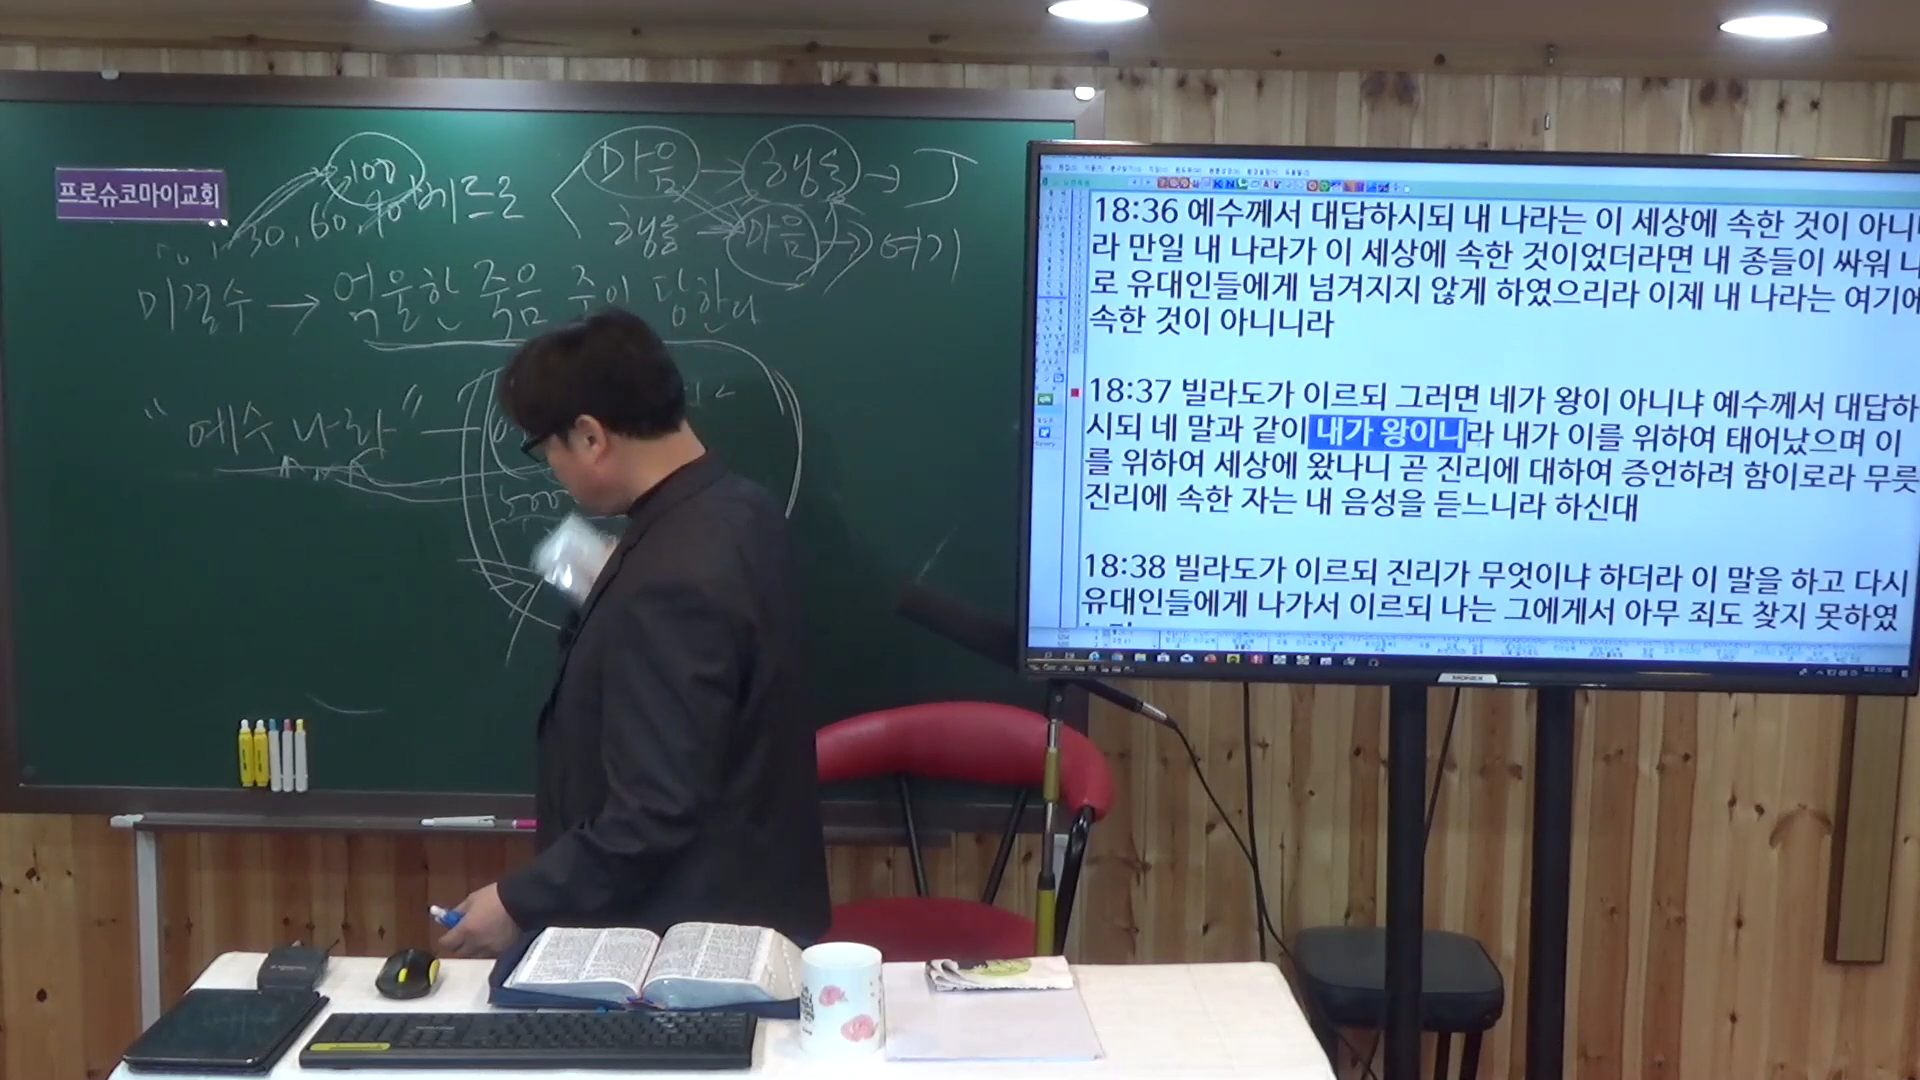 프로슈코마이교회
100
30, 60, 90 베드로
마음 → 행동 → J
행동 → 마음 → 여기
미결수 → 억울한 죽음 주이 당한다
“예수 나라”
18:36 예수께서 대답하시되 내 나라는 이 세상에 속한 것이 아니니
라 만일 내 나라가 이 세상에 속한 것이었더라면 내 종들이 싸워 나
로 유대인들에게 넘겨지지 않게 하였으리라 이제 내 나라는 여기에
속한 것이 아니니라
18:37 빌라도가 이르되 그러면 네가 왕이 아니냐 예수께서 대답하
시되 네 말과 같이 내가 왕이니라 내가 이를 위하여 태어났으며 이
를 위하여 세상에 왔나니 곧 진리에 대하여 증언하려 함이로라 무릇
진리에 속한 자는 내 음성을 듣느니라 하신대
18:38 빌라도가 이르되 진리가 무엇이냐 하더라 이 말을 하고 다시
유대인들에게 나가서 이르되 나는 그에게서 아무 죄도 찾지 못하였